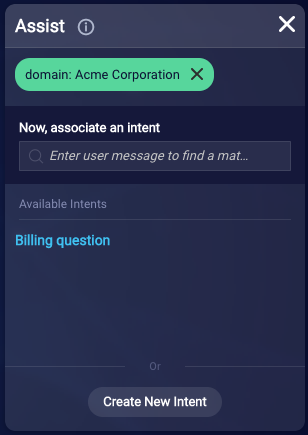 Assist
domain: Acme Corporation
Now, associate an intent
Enter user message to find a mat...
Available Intents
Billing question
Or
Create New Intent